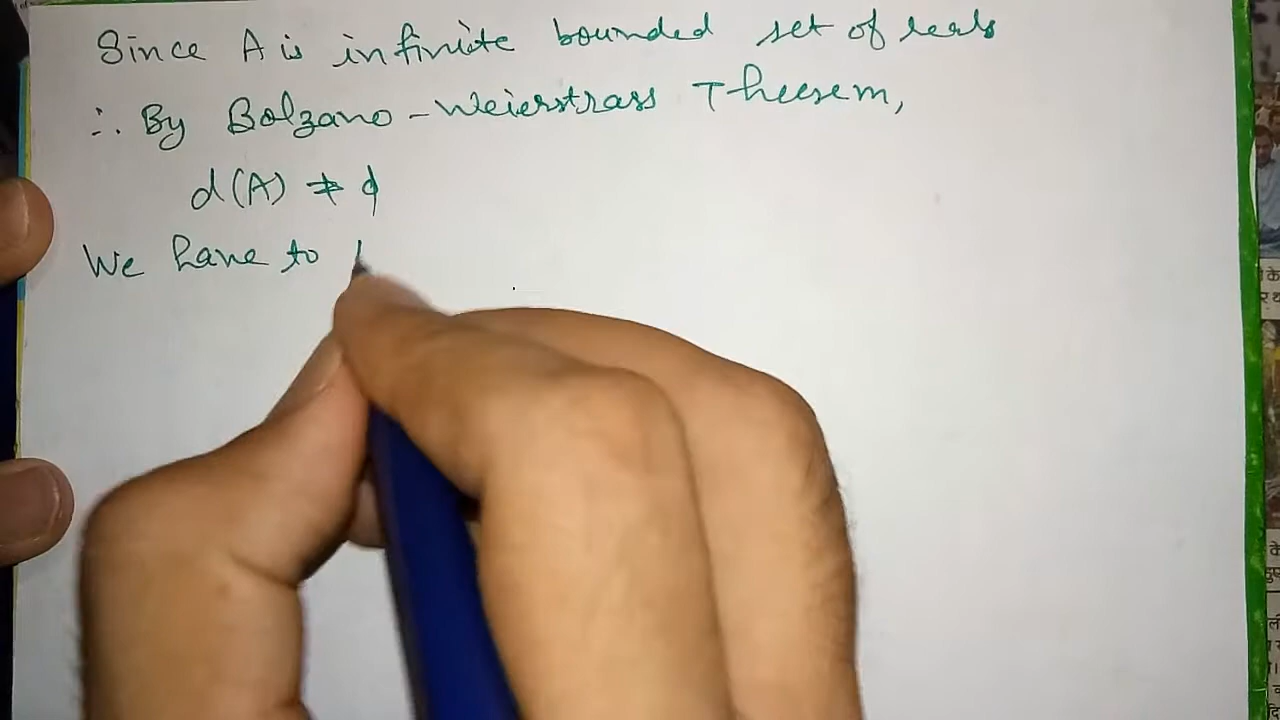 Since A is infinite bounded set of reals
∴ By Bolzano-Weierstrass Theorem,
d(A) ≠ ϕ
We have to